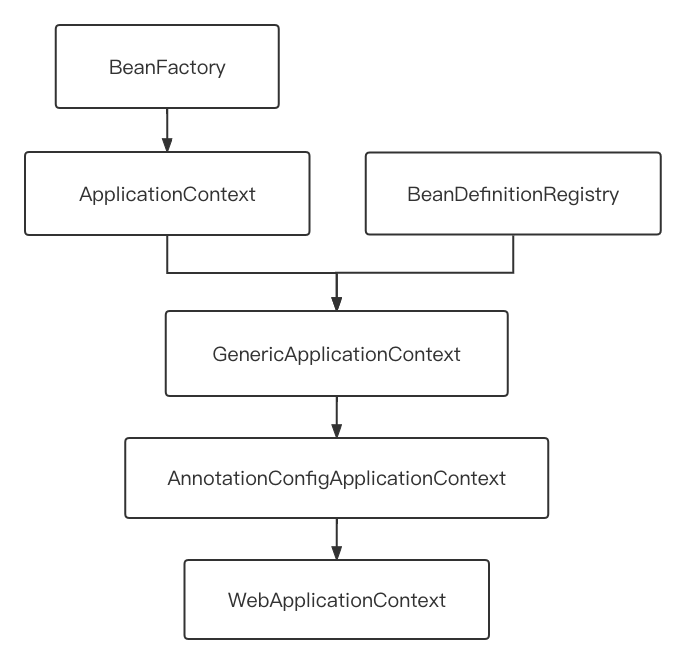 BeanFactory
ApplicationContext
BeanDefinitionRegistry
GenericApplicationContext
AnnotationConfigApplicationContext
WebApplicationContext